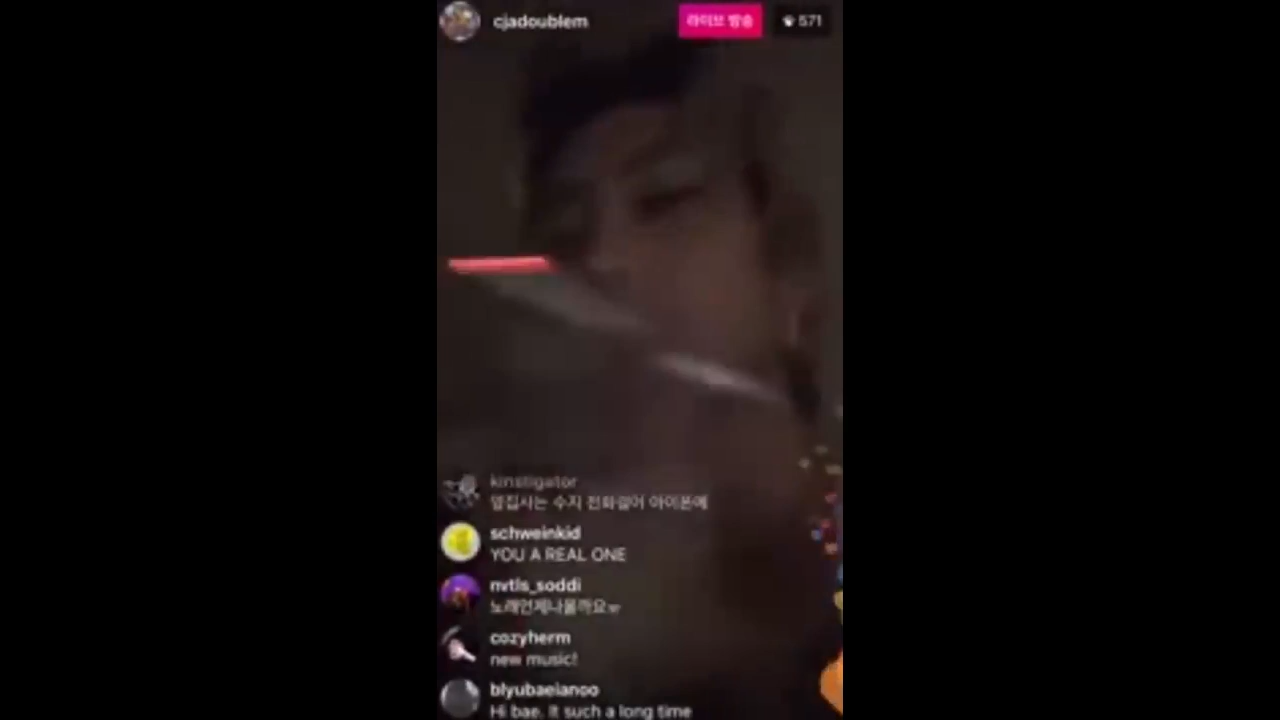 cjadoublem
라이브 방송
571
kinstigator
옆집사는 수지 전화걸어 아이폰에
schweinkid
YOU A REAL ONE
nrtls_soddi
노래언제나올까요ㅠ
cozyherm
new music!
blyubaeianoo
Hi bae. It such a long time